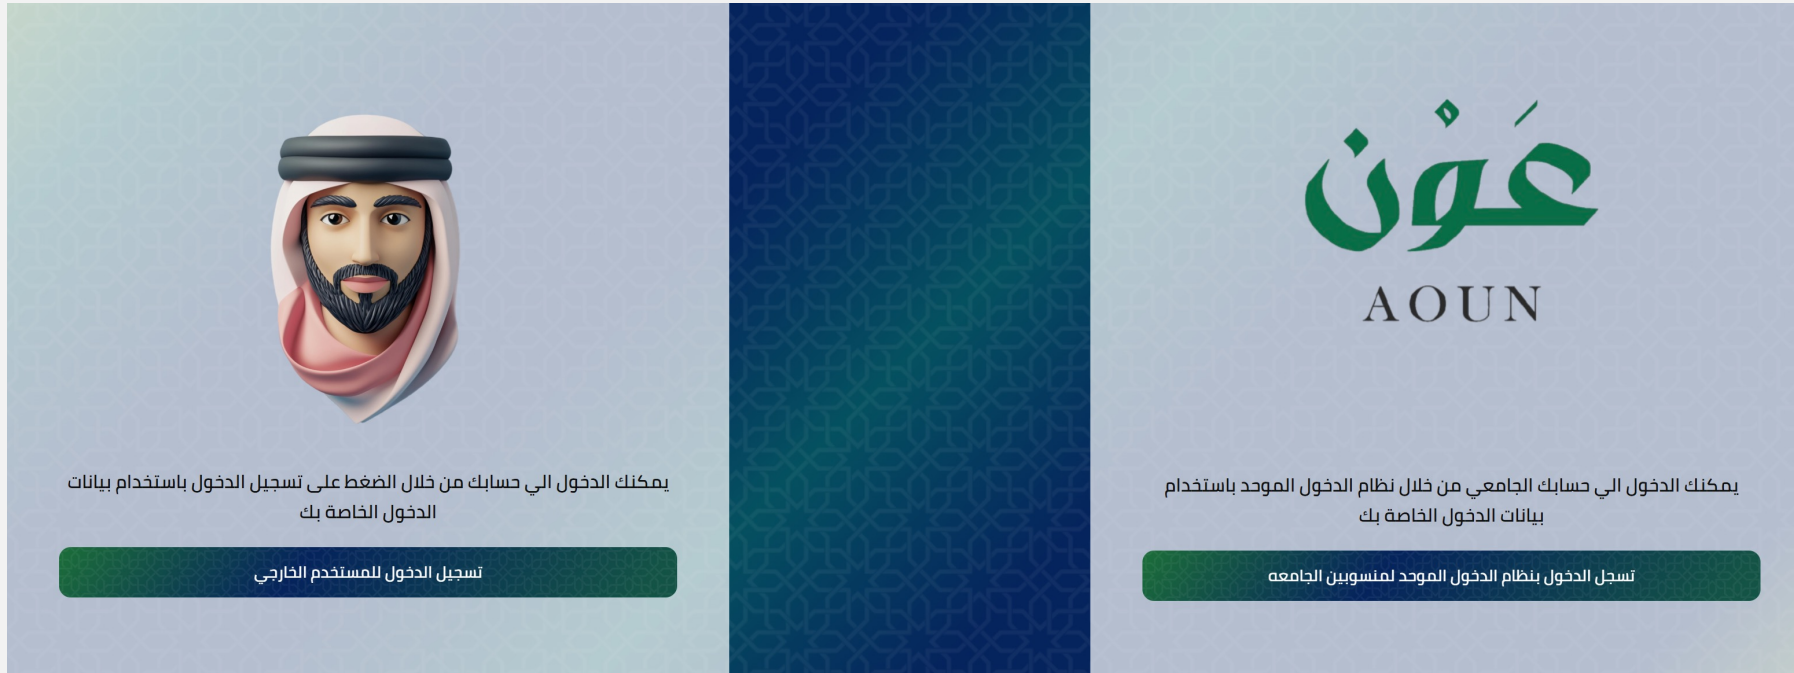 عَوْن
AOUN
يمكنك الدخول الي حسابك الجامعي من خلال نظام الدخول الموحد باستخدام
بيانات الدخول الخاصة بك
تسجل الدخول بنظام الدخول الموحد لمنسوبين الجامعه
يمكنك الدخول الي حسابك من خلال الضغط على تسجيل الدخول باستخدام بيانات
الدخول الخاصة بك
تسجيل الدخول للمستخدم الخارجي